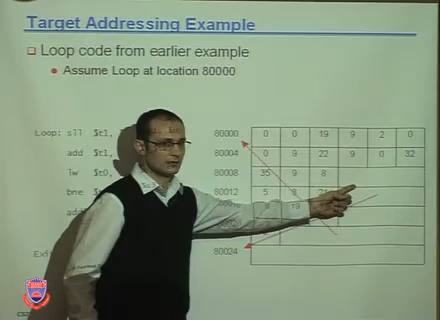 Target Addressing Example
Loop code from earlier example
Assume Loop at location 80000
Loop: sll $t1, 80000 0 0 19 9 2 0
add $t1, 80004 0 9 22 9 0 32
lw $t0, 80008 35 9 8
bne 80012 5 8 21
19
80024